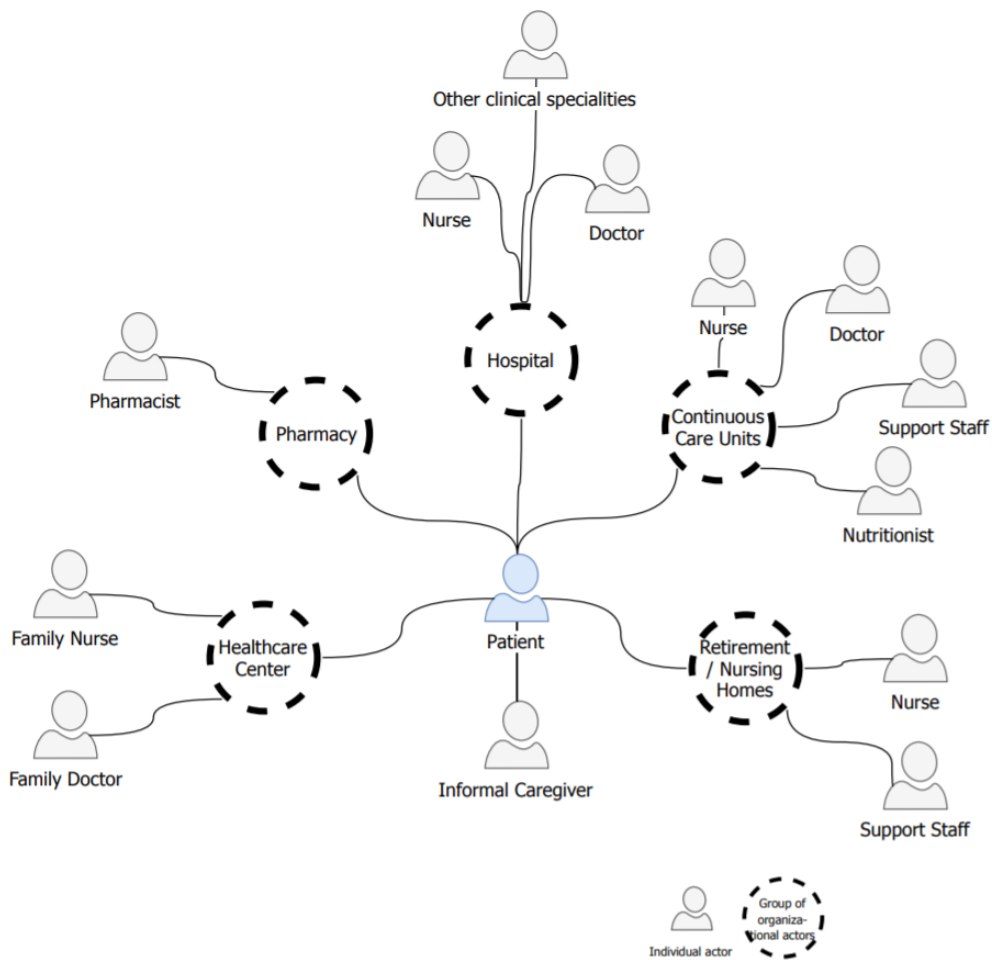 Other clinical specialities
Nurse
Doctor
Nurse
Doctor
Hospital
Pharmacist
Pharmacy
Continuous
Care Units
Support Staff
Nutritionist
Family Nurse
Healthcare
Center
Patient
Retirement
/ Nursing
Homes
Nurse
Family Doctor
Informal Caregiver
Support Staff
Individual actor
Group of
organiza-
tional actors